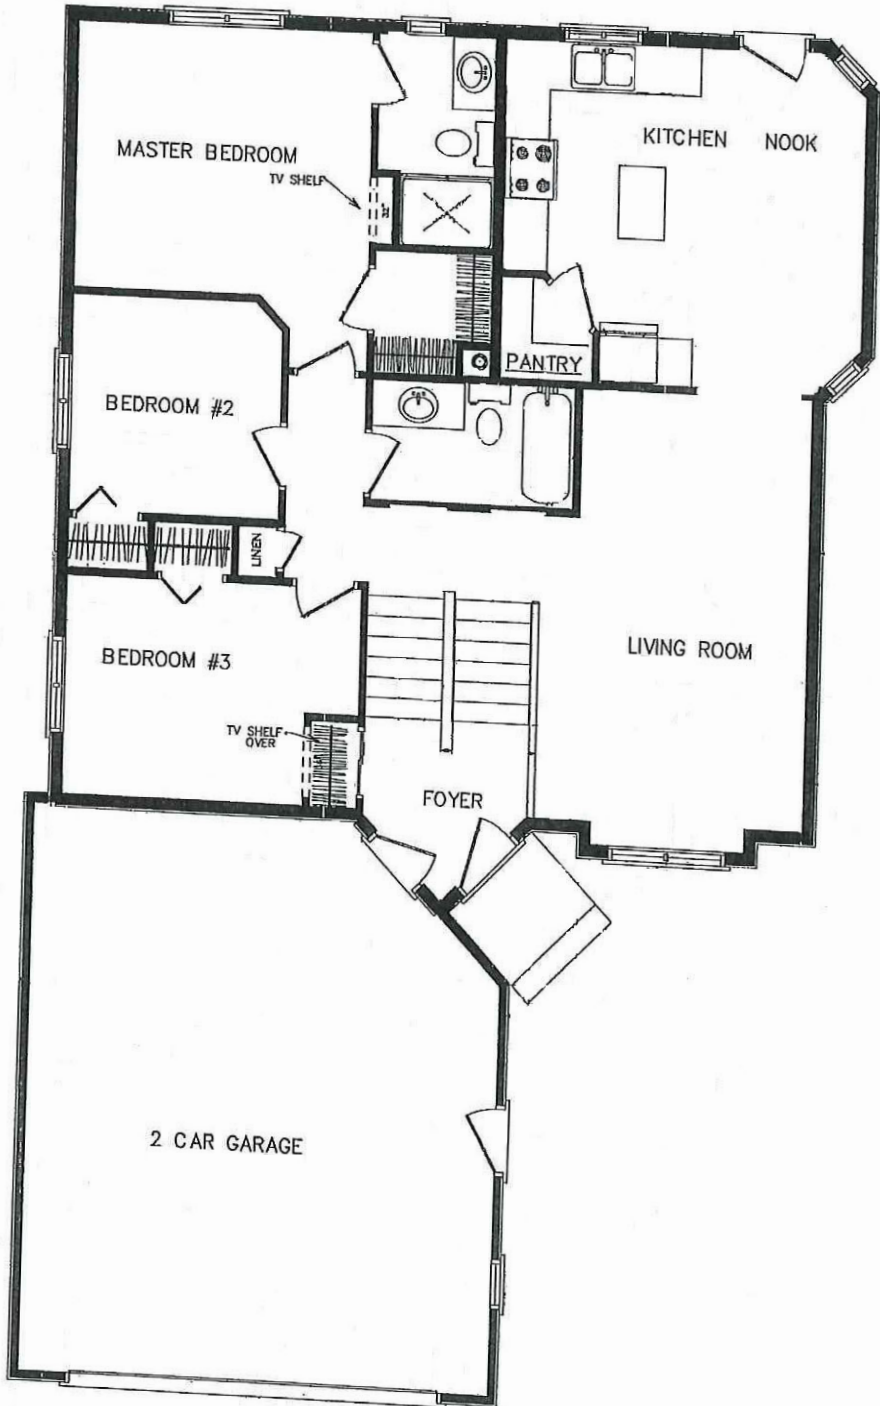 MASTER BEDROOM
TV SHELF
32"
KITCHEN
NOOK
PANTRY
BEDROOM #2
LINEN
BEDROOM #3
LIVING ROOM
TV SHELF
OVER
FOYER
2 CAR GARAGE